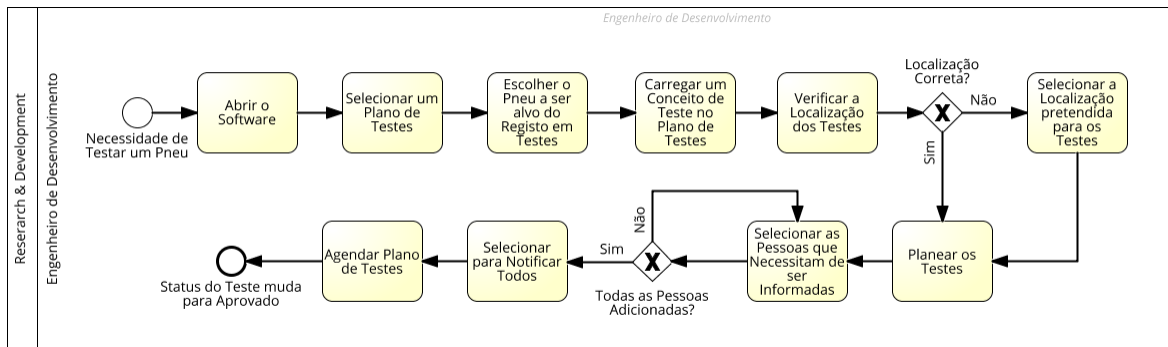 Engenheiro de Desenvolvimento
Reserarch & Development
Engenheiro de Desenvolvimento
Necessidade de
Testar um Pneu
Abrir o
Software
Selecionar um
Plano de
Testes
Escolher o
Pneu a ser
alvo do
Registo em
Testes
Carregar um
Conceito de
Teste no
Plano de
Testes
Verificar a
Localização
dos Testes
Localização
Correta?
Não
Sim
Selecionar a
Localização
pretendida
para os
Testes
Planear os
Testes
Selecionar as
Pessoas que
Necessitam de
ser
Informadas
Todas as Pessoas
Adicionadas?
Não
Sim
Selecionar
para Notificar
Todos
Agendar Plano
de Testes
Status do Teste muda
para Aprovado